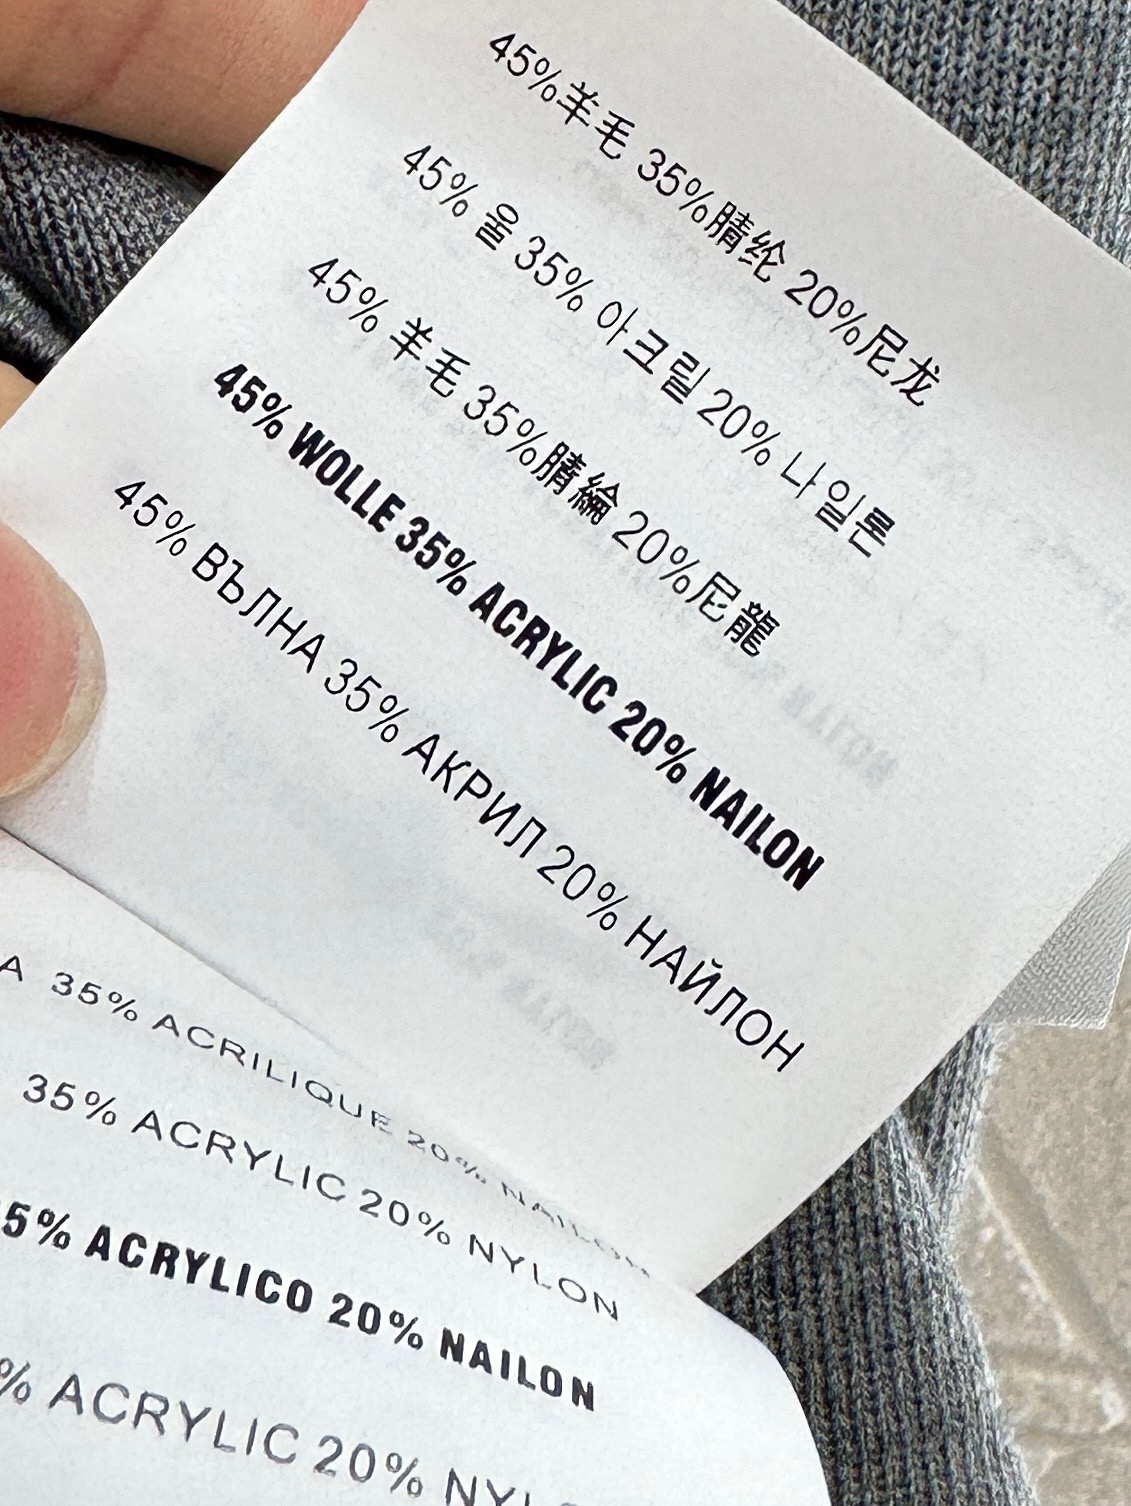 45%羊毛 35%腈纶 20%尼龙
45% 울 35% 아크릴 20% 나일론
45% 羊毛 35%腈綸 20%尼龍
45% WOLLE 35% ACRYLIC 20% NAILON
45% ВЪЛНА 35% АКРИЛ 20% НАЙЛОН
A 35% ACRILIQUE 20% NAILON
35% ACRYLIC 20% NYLON
5% ACRYLICO 20% NAILON
% ACRYLIC 20%